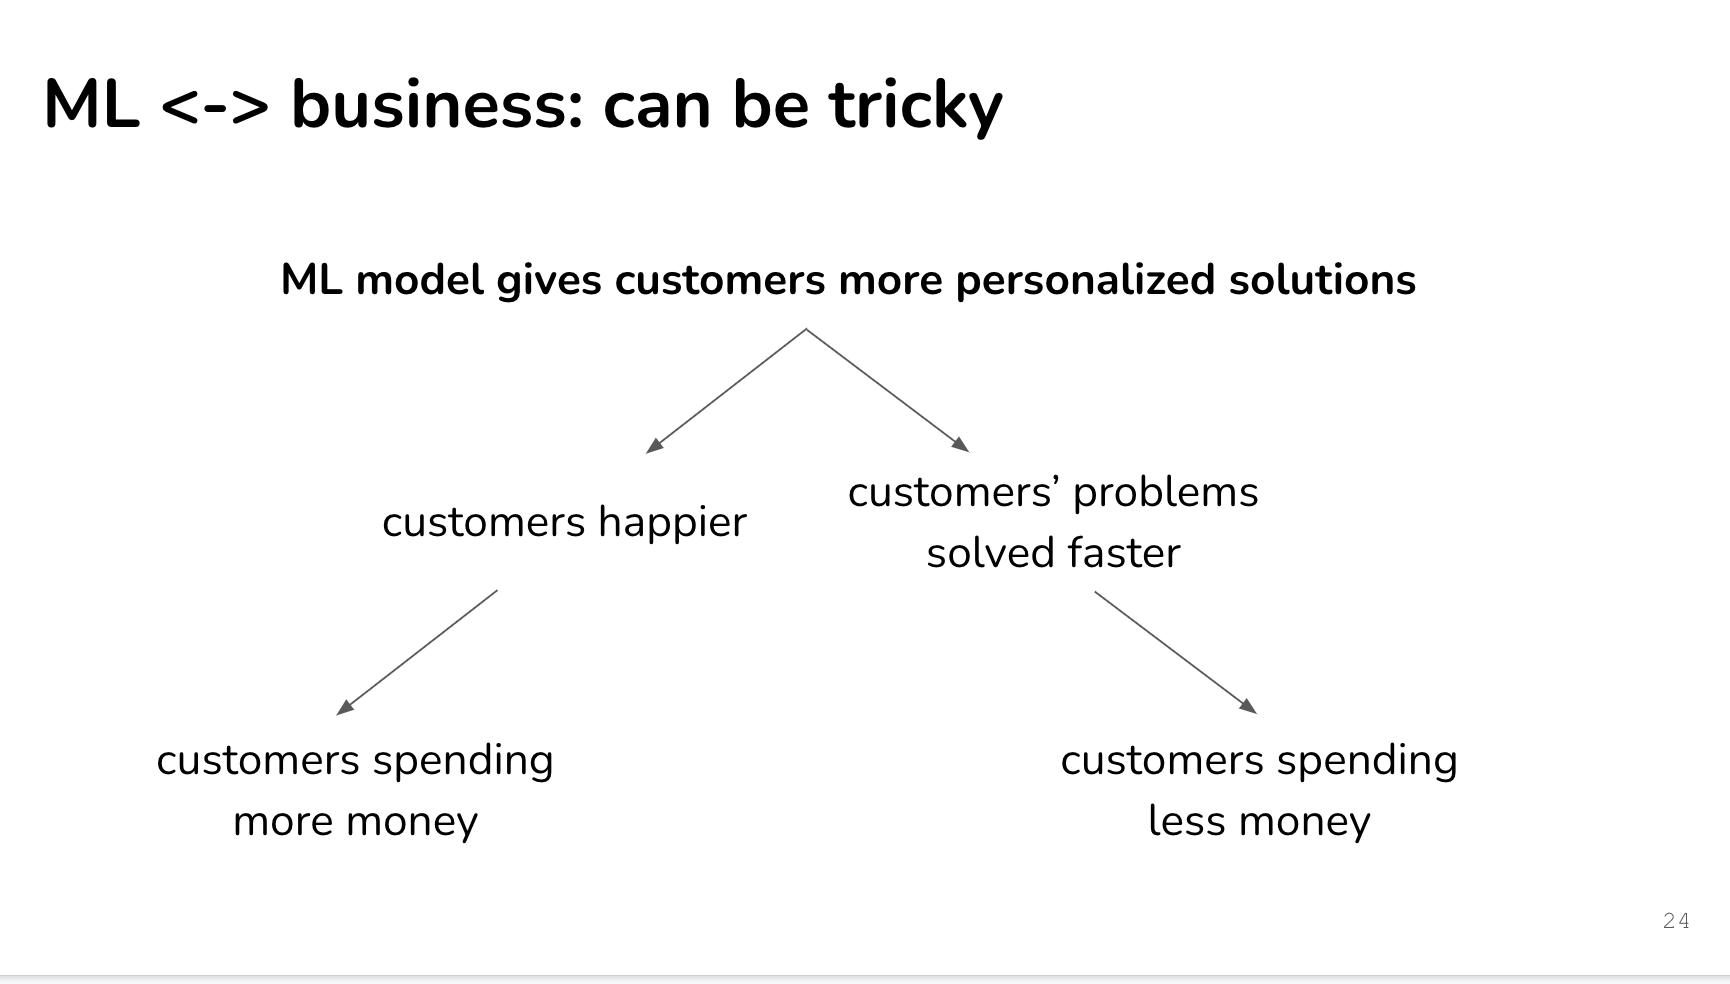 ML <-> business: can be tricky
ML model gives customers more personalized solutions
customers happier
customers’ problems
solved faster
customers spending
more money
customers spending
less money
24